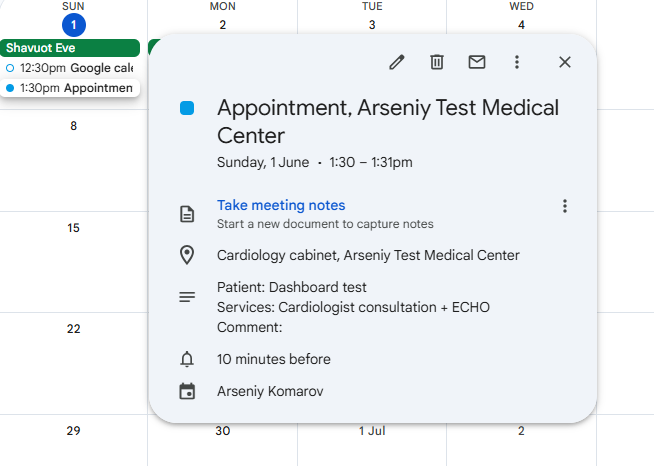 SUN MON TUE WED
1 2 3 4
Shavuot Eve
12:30pm Google cale
1:30pm Appointmen
Appointment, Arseniy Test Medical
Center
Sunday, 1 June · 1:30 – 1:31pm
Take meeting notes
Start a new document to capture notes
Cardiology cabinet, Arseniy Test Medical Center
Patient: Dashboard test
Services: Cardiologist consultation + ECHO
Comment:
10 minutes before
Arseniy Komarov
8
15
22
29 30 1 Jul 2